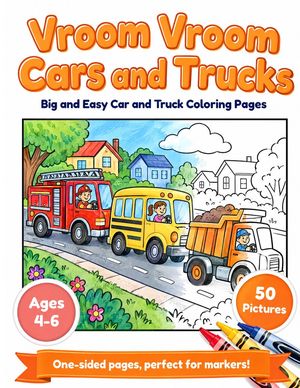 Vroom Vroom
Cars and Trucks
Big and Easy Car and Truck Coloring Pages
Ages
4-6
50
Pictures
One-sided pages, perfect for markers!